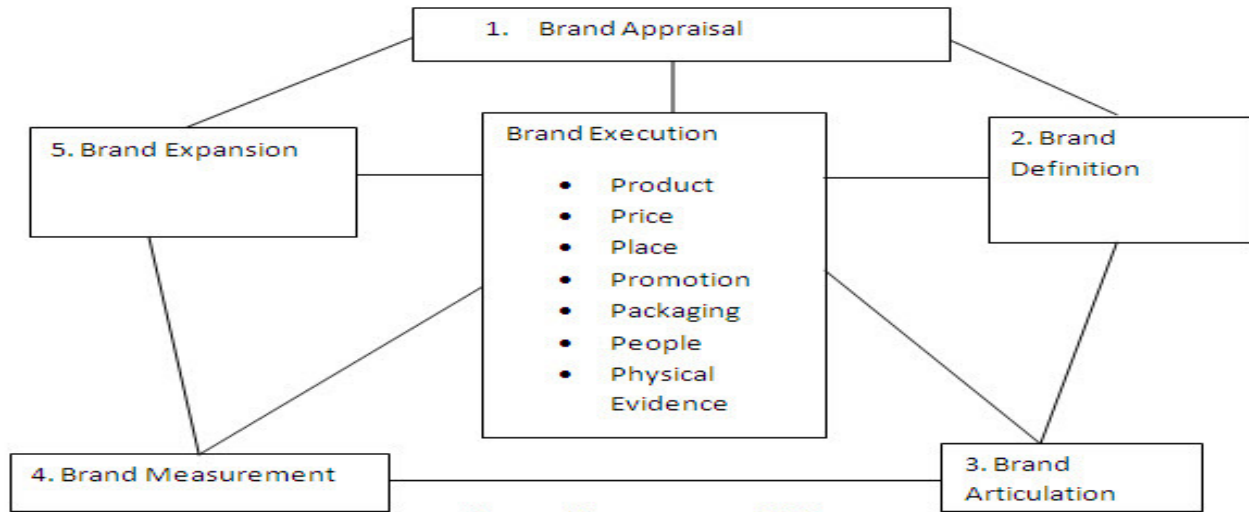 1. Brand Appraisal
5. Brand Expansion
Brand Execution
• Product
• Price
• Place
• Promotion
• Packaging
• People
• Physical
Evidence
2. Brand
Definition
4. Brand Measurement
3. Brand
Articulation